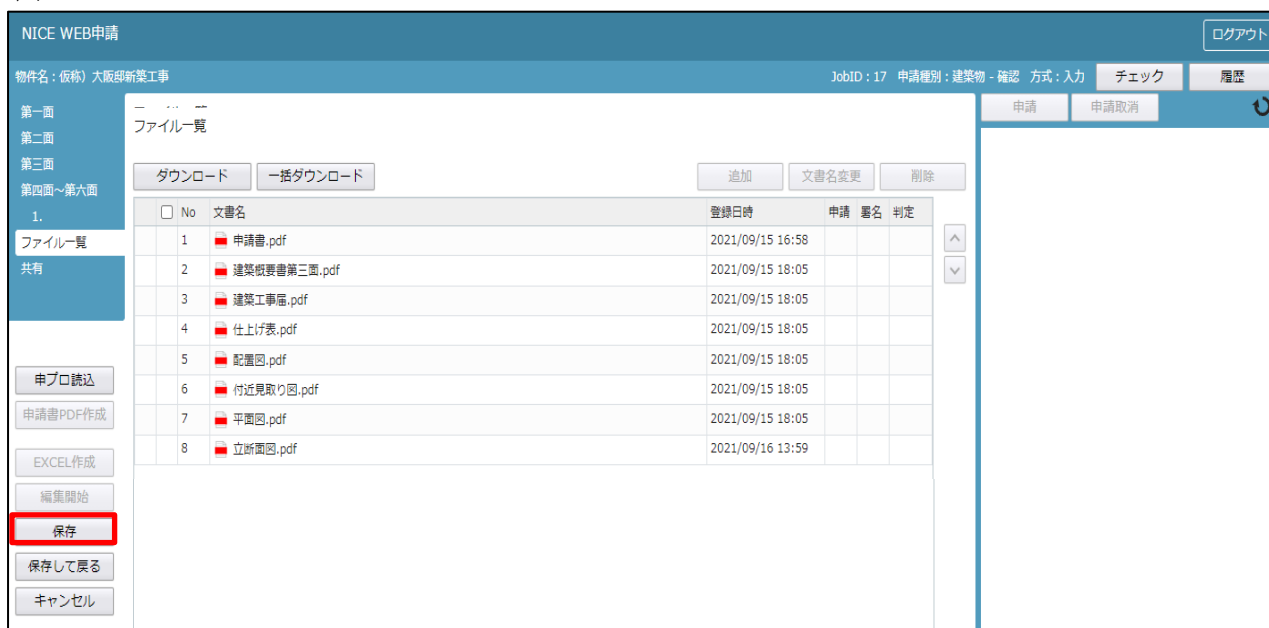 NICE WEB申請
ログアウト
物件名：仮称）大阪邸新築工事
JobID：17 申請種別：建築物 - 確認 方式：入力
チェック
履歴
第一面
第二面
第三面
第四面～第六面
1.
ファイル一覧
共有
申プロ読込
申請書PDF作成
EXCEL作成
編集開始
保存
保存して戻る
キャンセル
ファイル一覧
ダウンロード
一括ダウンロード
追加
文書名変更
削除
No 文書名 登録日時 申請 署名 判定
1 申請書.pdf 2021/09/15 16:58
2 建築概要書第三面.pdf 2021/09/15 18:05
3 建築工事届.pdf 2021/09/15 18:05
4 仕上げ表.pdf 2021/09/15 18:05
5 配置図.pdf 2021/09/15 18:05
6 付近見取り図.pdf 2021/09/15 18:05
7 平面図.pdf 2021/09/15 18:05
8 立断面図.pdf 2021/09/16 13:59
申請
申請取消